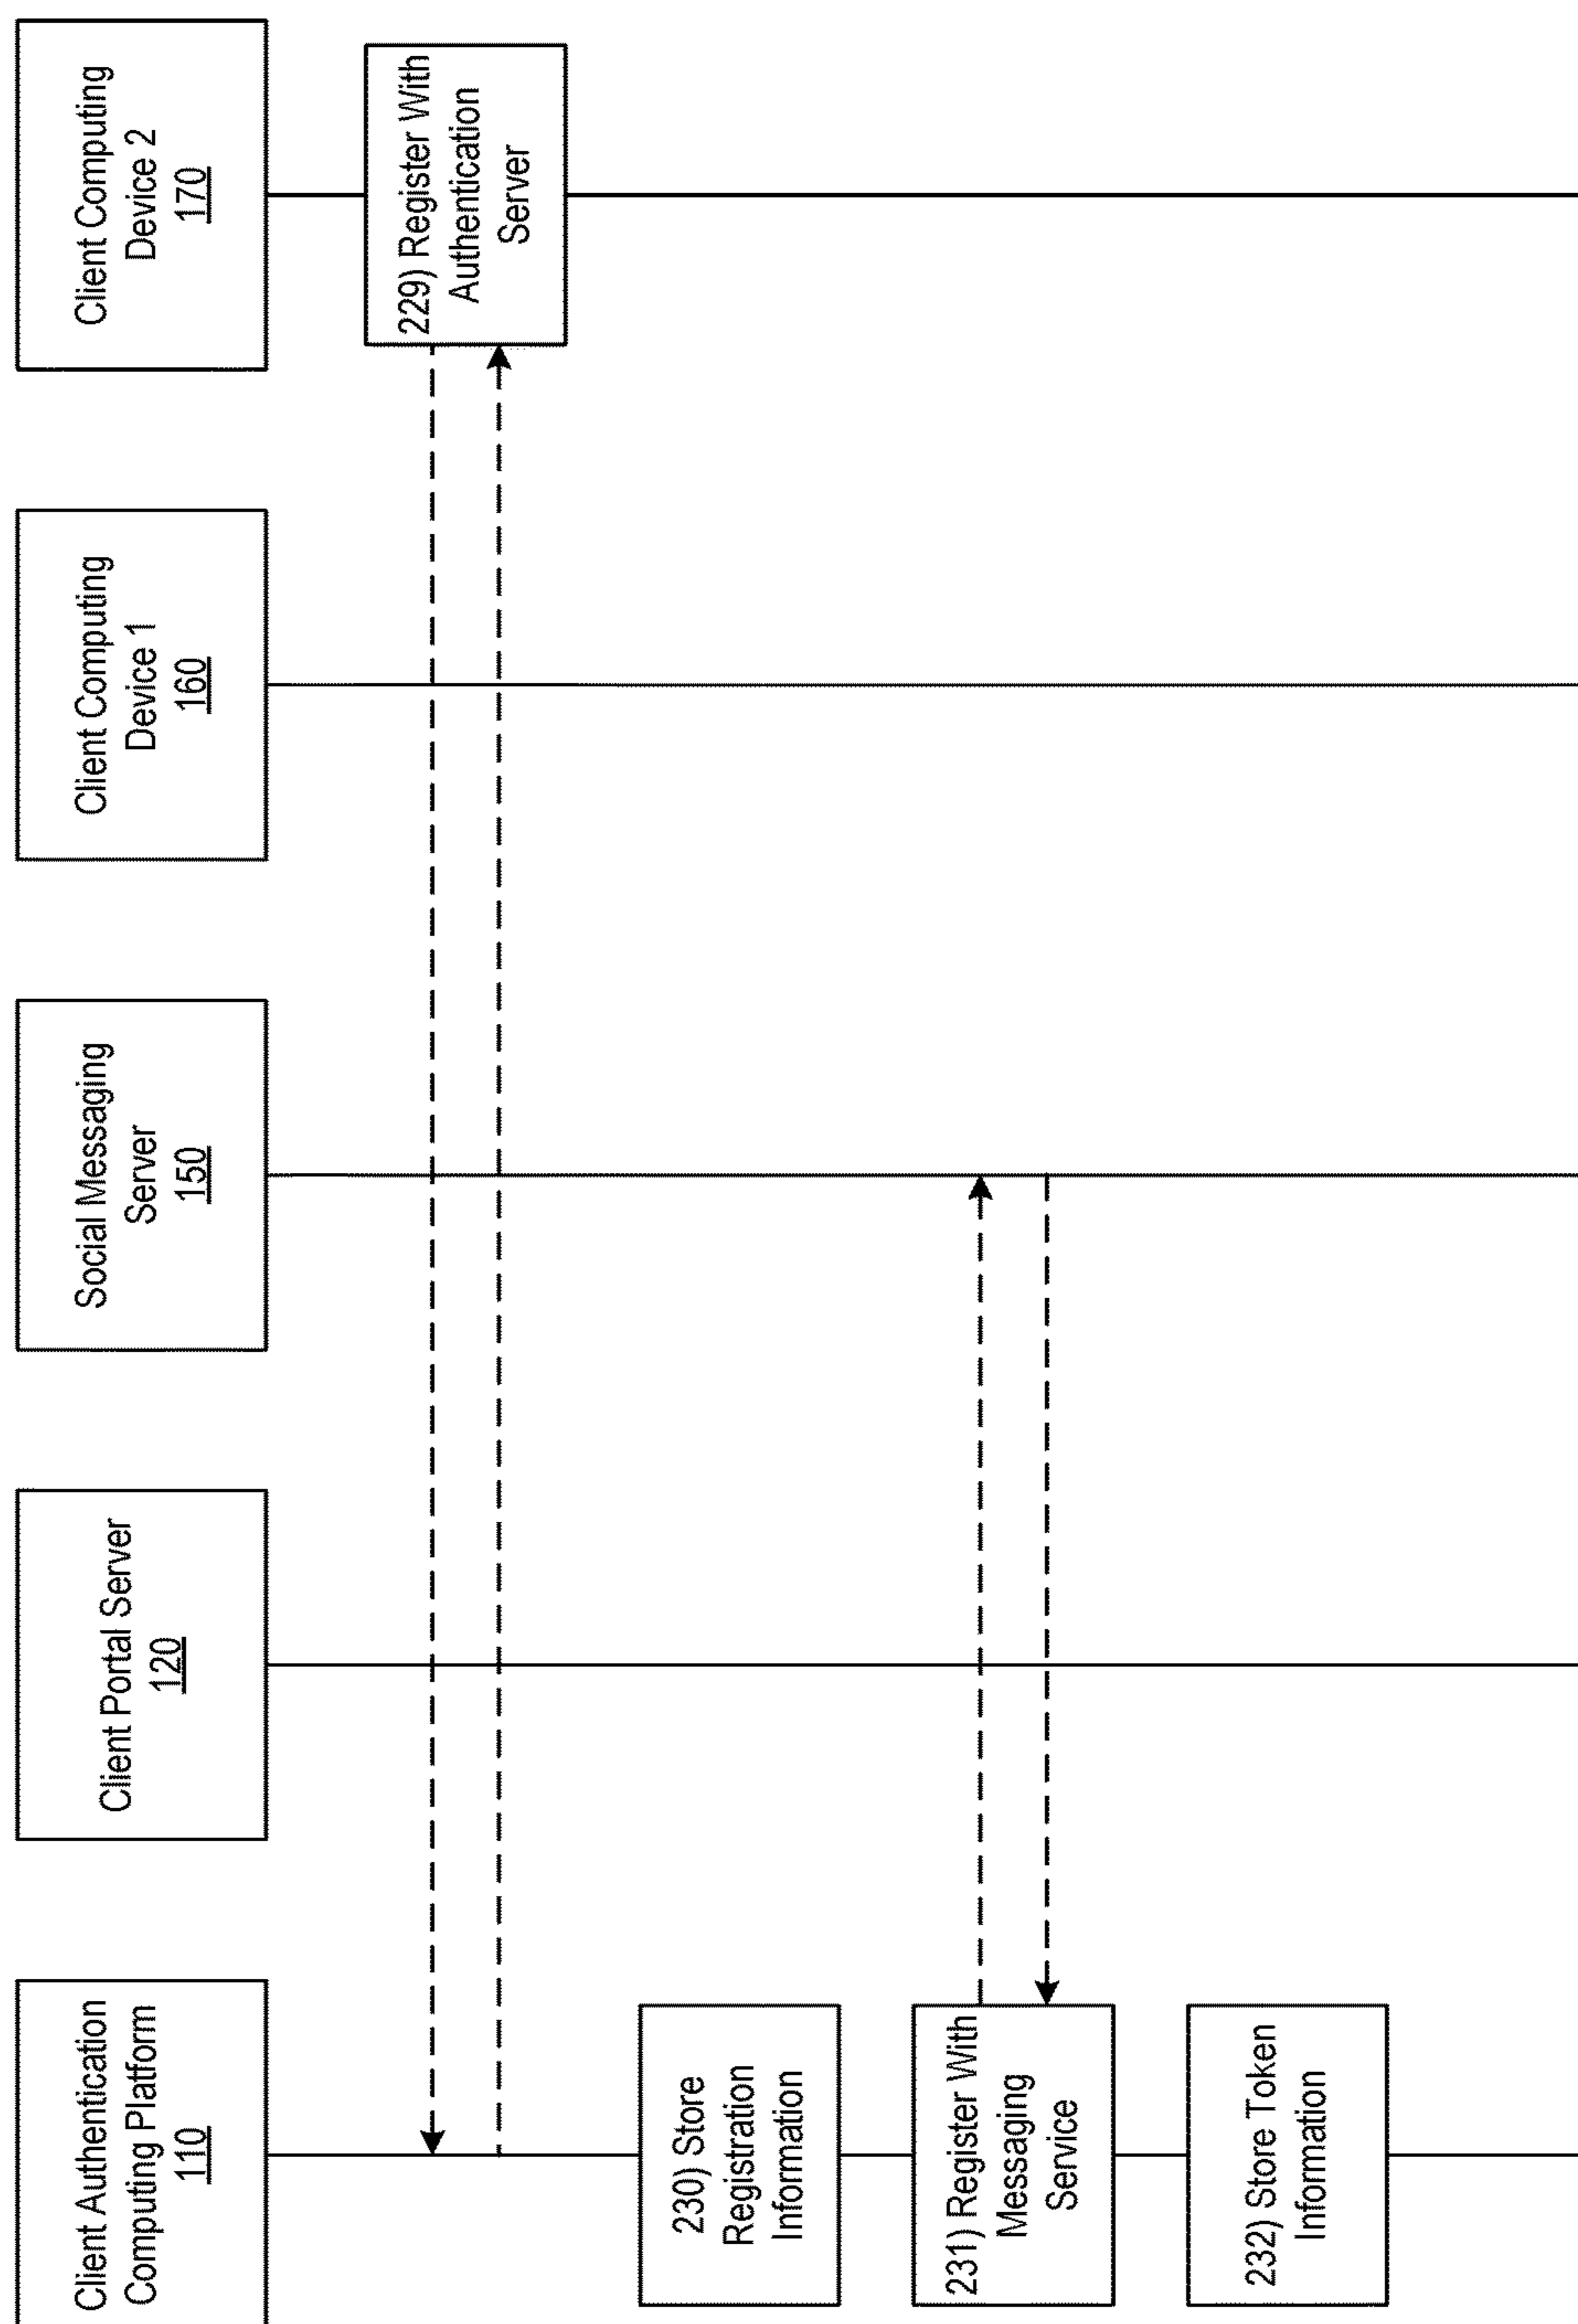 Client Authentication
Computing Platform
110
Client Portal Server
120
Social Messaging
Server
150
Client Computing
Device 1
160
Client Computing
Device 2
170
229) Register With
Authentication
Server
230) Store
Registration
Information
231) Register With
Messaging
Service
232) Store Token
Information